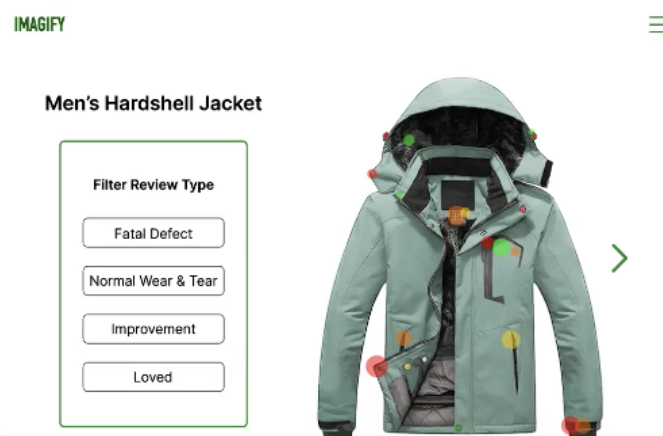 IMAGIFY
Men's Hardshell Jacket
Filter Review Type
Fatal Defect
Normal Wear & Tear
Improvement
Loved